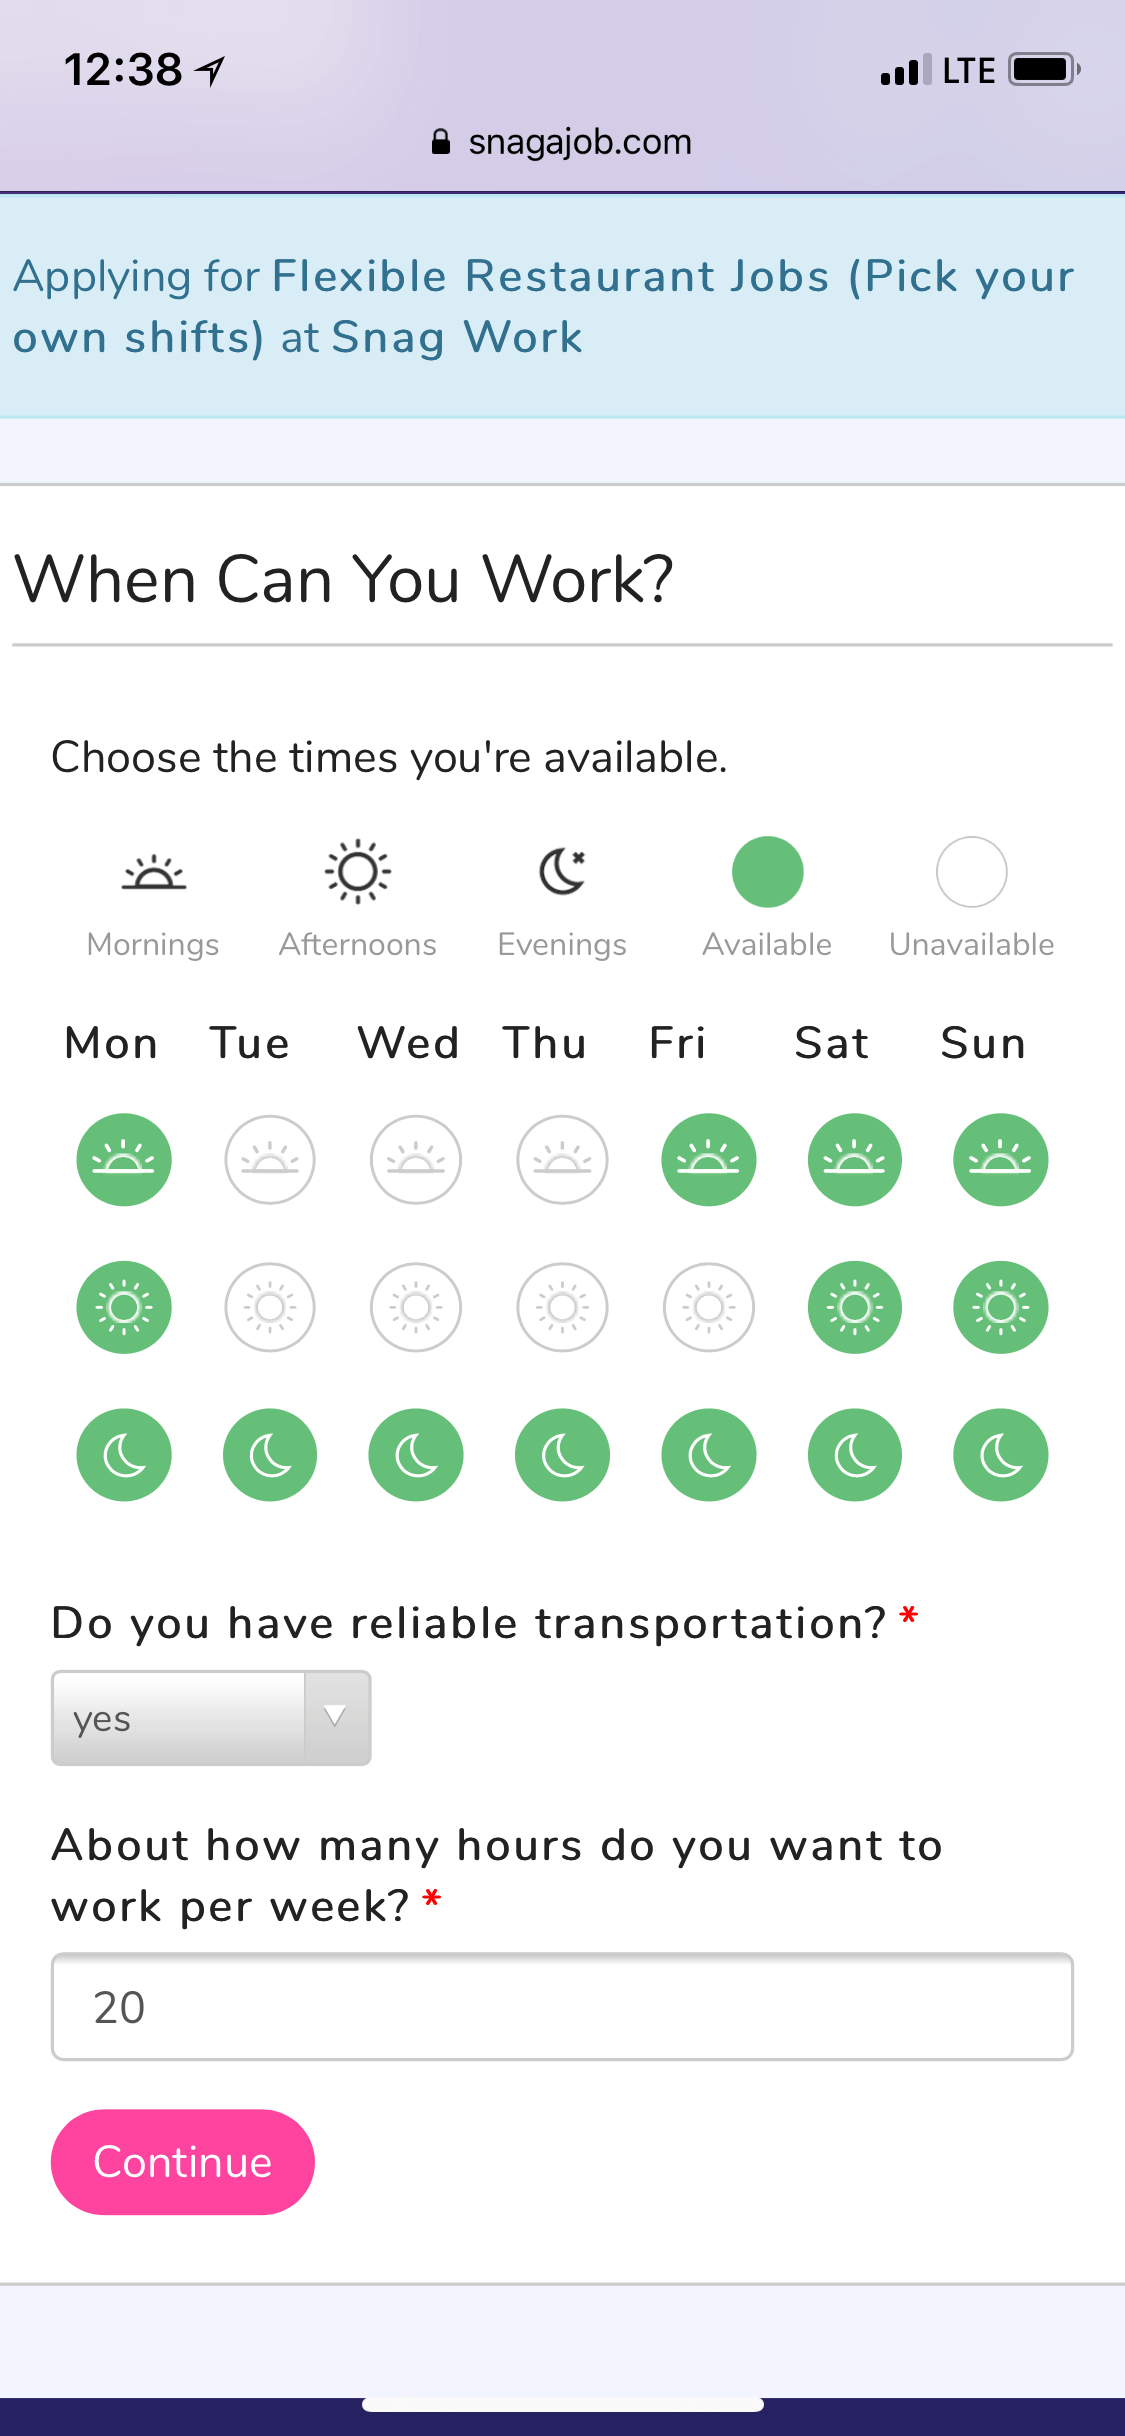 12:38
LTE
snagajob.com
Applying for Flexible Restaurant Jobs (Pick your
own shifts) at Snag Work
When Can You Work?
Choose the times you're available.
Mornings Afternoons Evenings Available Unavailable
Mon Tue Wed Thu Fri Sat Sun
Do you have reliable transportation? *
yes
About how many hours do you want to
work per week? *
20
Continue